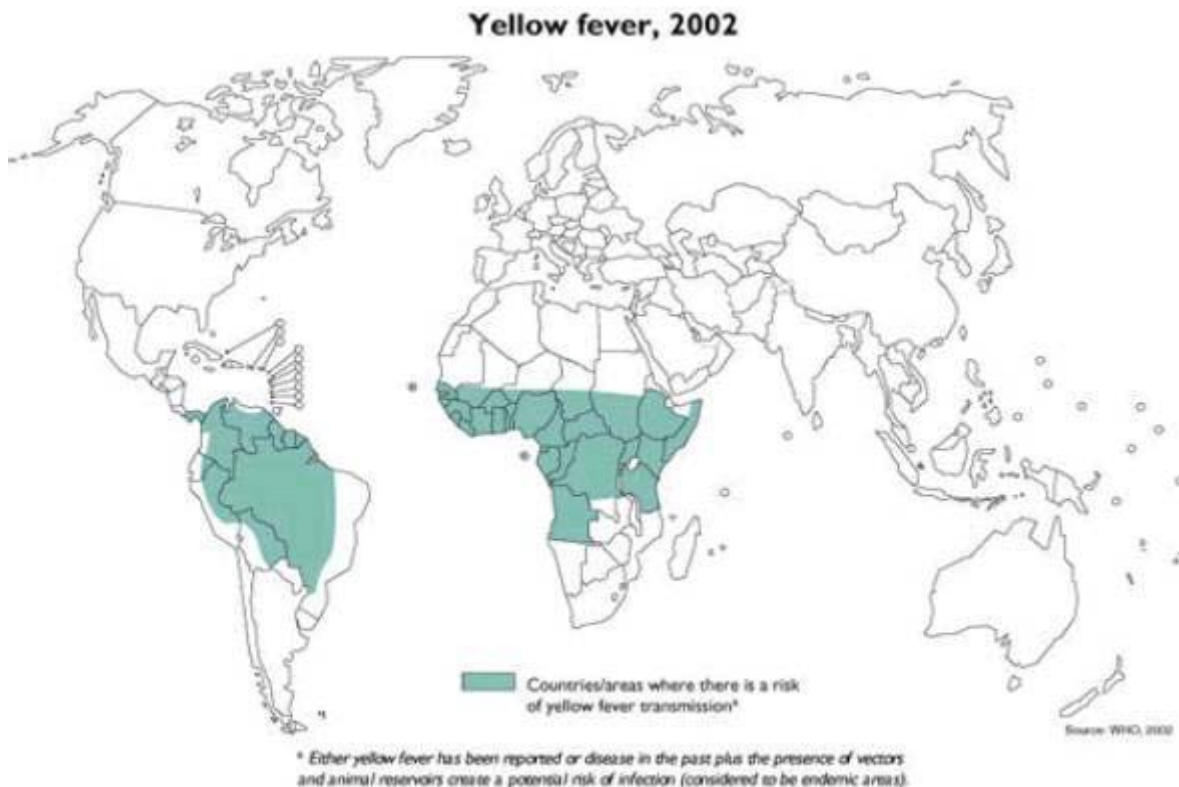 Yellow fever, 2002
Countries/areas where there is a risk
of yellow fever transmission*
Source: WHO, 2002
* Either yellow fever has been reported or disease in the past plus the presence of vectors
and animal reservoirs create a potential risk of infection (considered to be endemic areas).